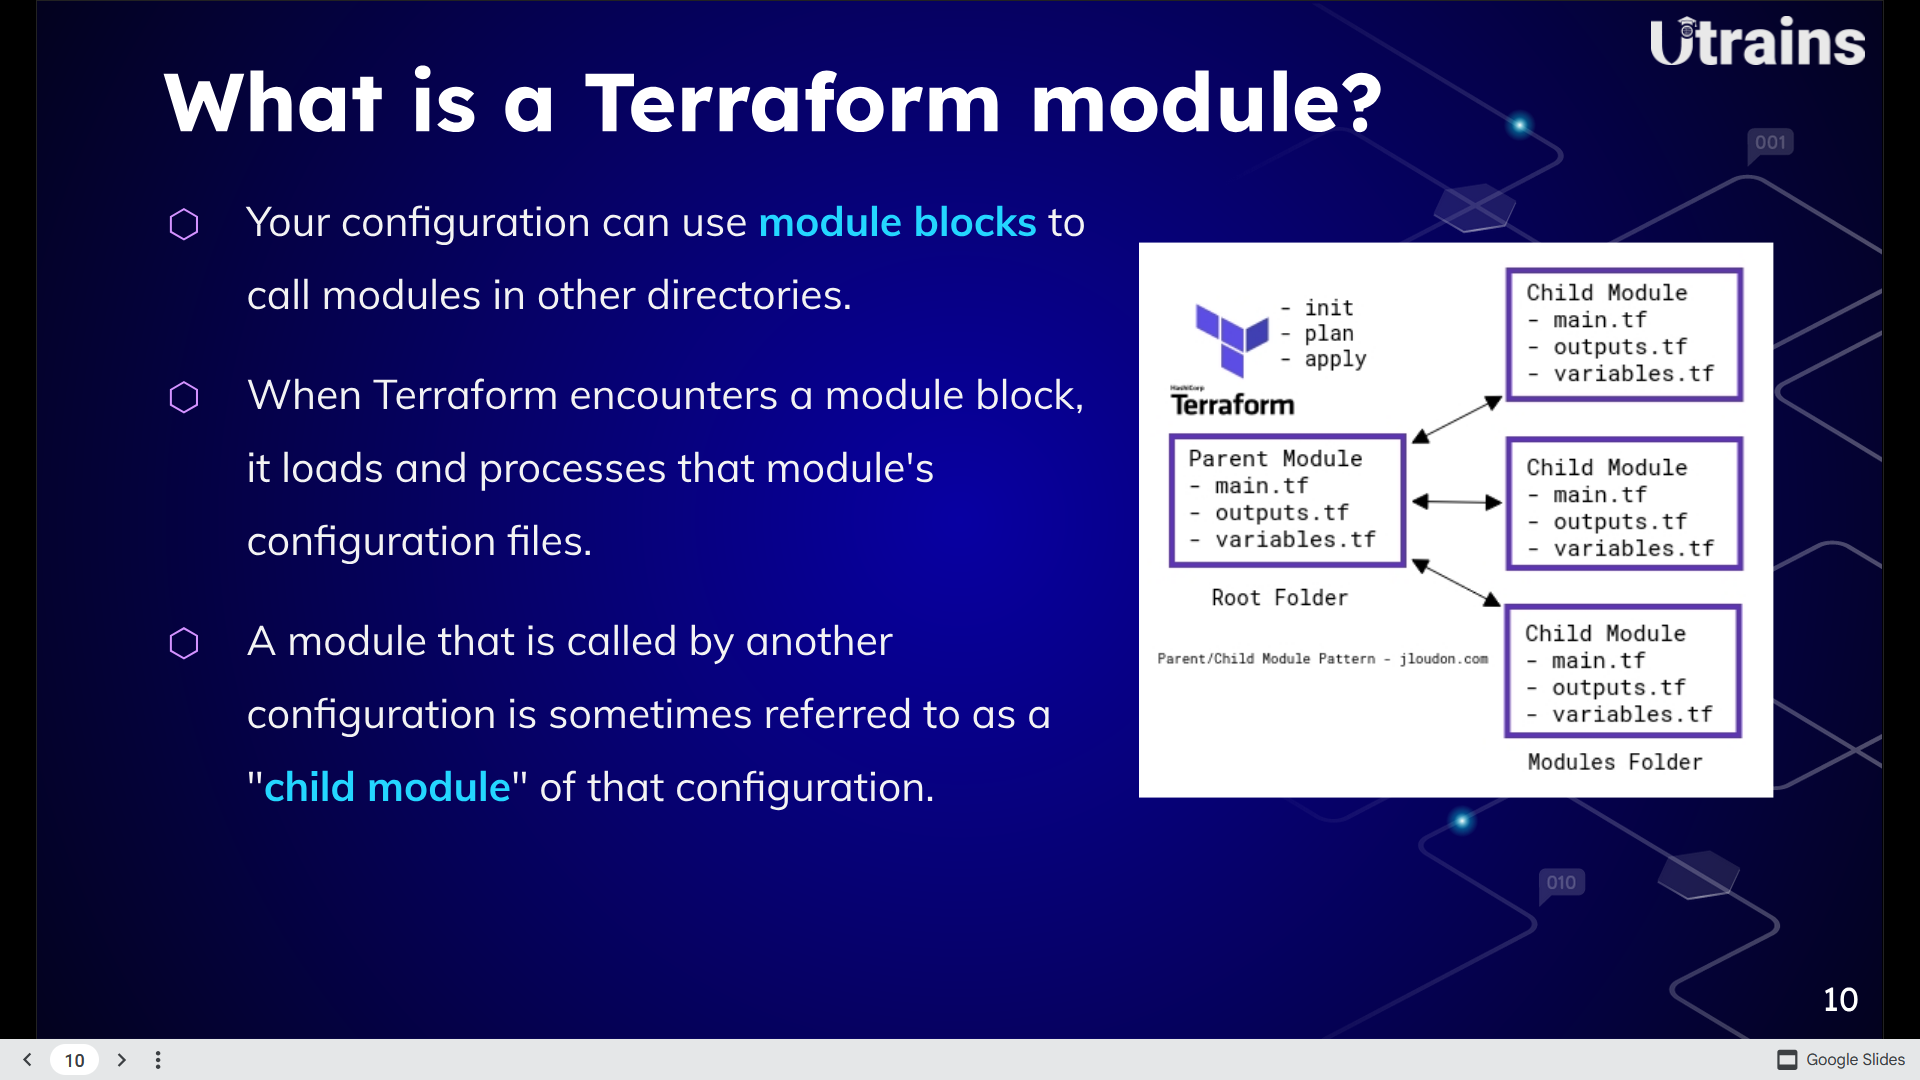 Utrains
What is a Terraform module?
001
Your configuration can use module blocks to
call modules in other directories.
When Terraform encounters a module block,
it loads and processes that module's
configuration files.
A module that is called by another
configuration is sometimes referred to as a
"child module" of that configuration.
- init
- plan
- apply
HashiCorp
Terraform
Parent Module
- main.tf
- outputs.tf
- variables.tf
Root Folder
Parent/Child Module Pattern - jloudon.com
Child Module
- main.tf
- outputs.tf
- variables.tf
Child Module
- main.tf
- outputs.tf
- variables.tf
Child Module
- main.tf
- outputs.tf
- variables.tf
Modules Folder
010
10
10
Google Slides